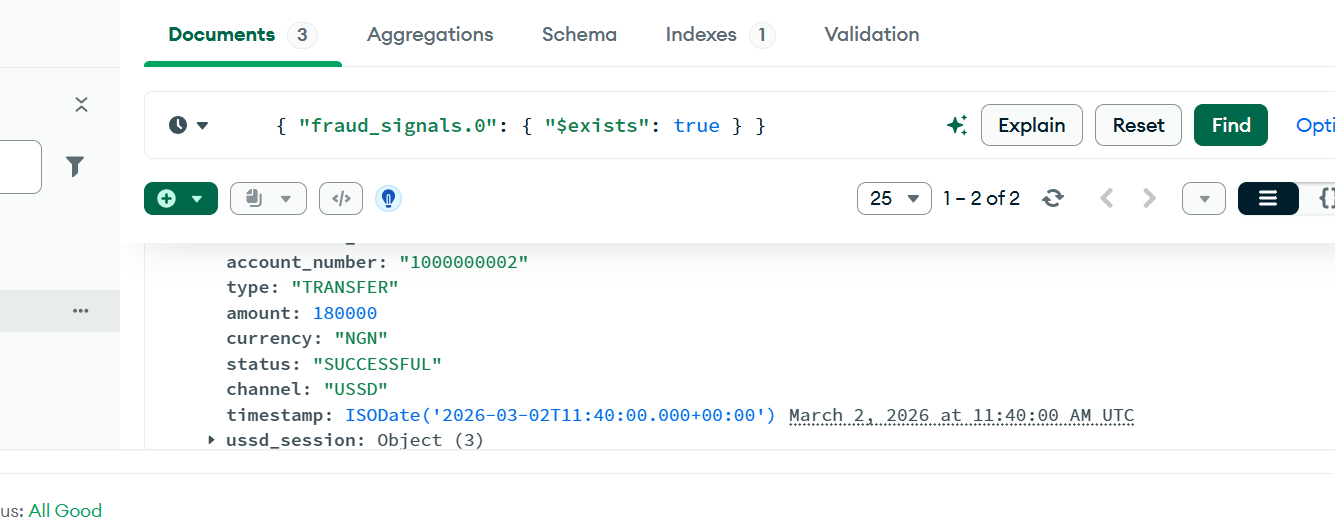 Documents 3 Aggregations Schema Indexes 1 Validation
{ "fraud_signals.0": { "$exists": true } } Explain Reset Find Opti
</> 25 1 – 2 of 2 {}
account_number: "1000000002"
type: "TRANSFER"
amount: 180000
currency: "NGN"
status: "SUCCESSFUL"
channel: "USSD"
timestamp: ISODate('2026-03-02T11:40:00.000+00:00') March 2, 2026 at 11:40:00 AM UTC
ussd_session: Object (3)
us: All Good